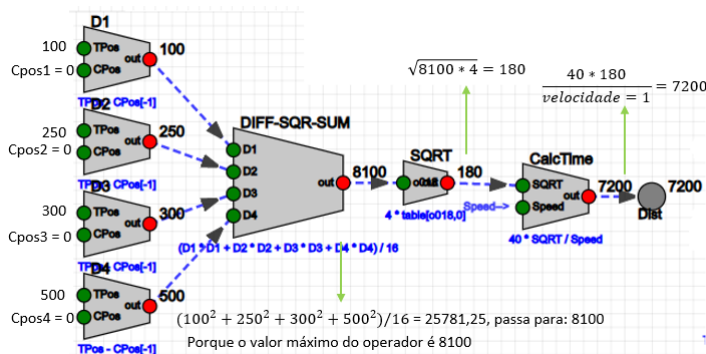 D1
100
Cpos1 = 0
TPos
CPos
out
100
TPos - CPos[-1]
D2
250
Cpos2 = 0
TPos
CPos
out
250
TPos - CPos[-1]
D3
300
Cpos3 = 0
TPos
CPos
out
300
TPos - CPos[-1]
D4
500
Cpos4 = 0
TPos
CPos
out
500
TPos - CPos[-1]
DIFF-SQR-SUM
D1
D2
D3
D4
out
8100
(D1 * D1 + D2 * D2 + D3 * D3 + D4 * D4) / 16
√8100 * 4 = 180
SQRT
180
4 * table[o018,0]
40 * 180
velocidade = 1
= 7200
CalcTime
SQRT
Speed
Speed->
out
7200
40 * SQRT / Speed
7200
Dist
(100² + 250² + 300² + 500²)/16 = 25781,25, passa para: 8100
Porque o valor máximo do operador é 8100